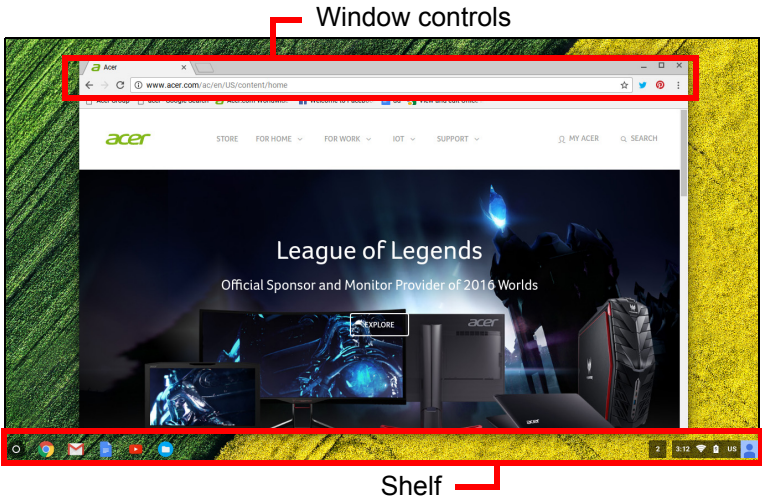 Window controls
Acer
www.acer.com/ac/en/US/content/home
acer
STORE FOR HOME FOR WORK IOT SUPPORT MY ACER SEARCH
League of Legends
Official Sponsor and Monitor Provider of 2016 Worlds
EXPLORE
acer
acer
2 3:12 US
Shelf